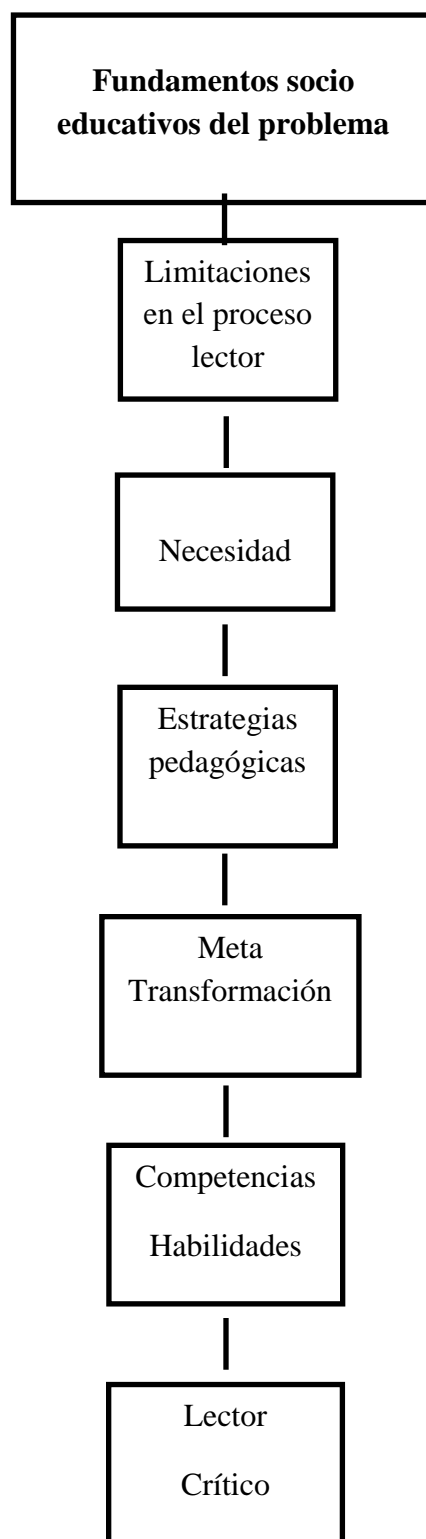 Fundamentos socio
educativos del problema
Limitaciones
en el proceso
lector
Necesidad
Estrategias
pedagógicas
Meta
Transformación
Competencias
Habilidades
Lector
Crítico